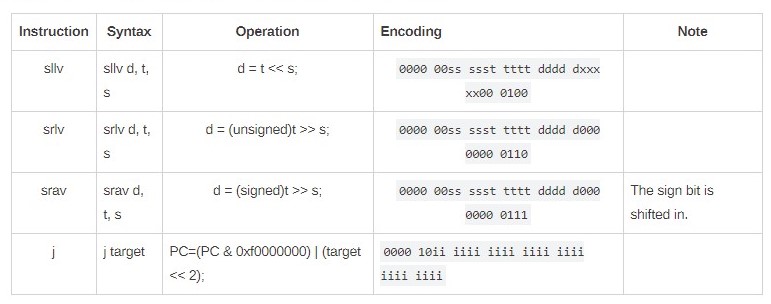 Instruction Syntax Operation Encoding Note
sllv sllv d, t, d = t << s; 0000 00ss ssst tttt dddd dxxx
s xx00 0100
srlv srlv d, t, d = (unsigned)t >> s; 0000 00ss ssst tttt dddd d000
s 0000 0110
srav srav d, d = (signed)t >> s; 0000 00ss ssst tttt dddd d000 The sign bit is
t, s 0000 0111 shifted in.
j j target PC=(PC & 0xf0000000) | (target 0000 10ii iiii iiii iiii iiii
<< 2); iiii iiii